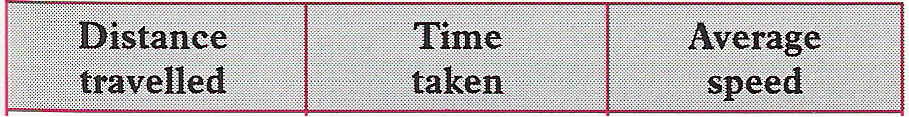 Distance travelled
Time taken
Average speed